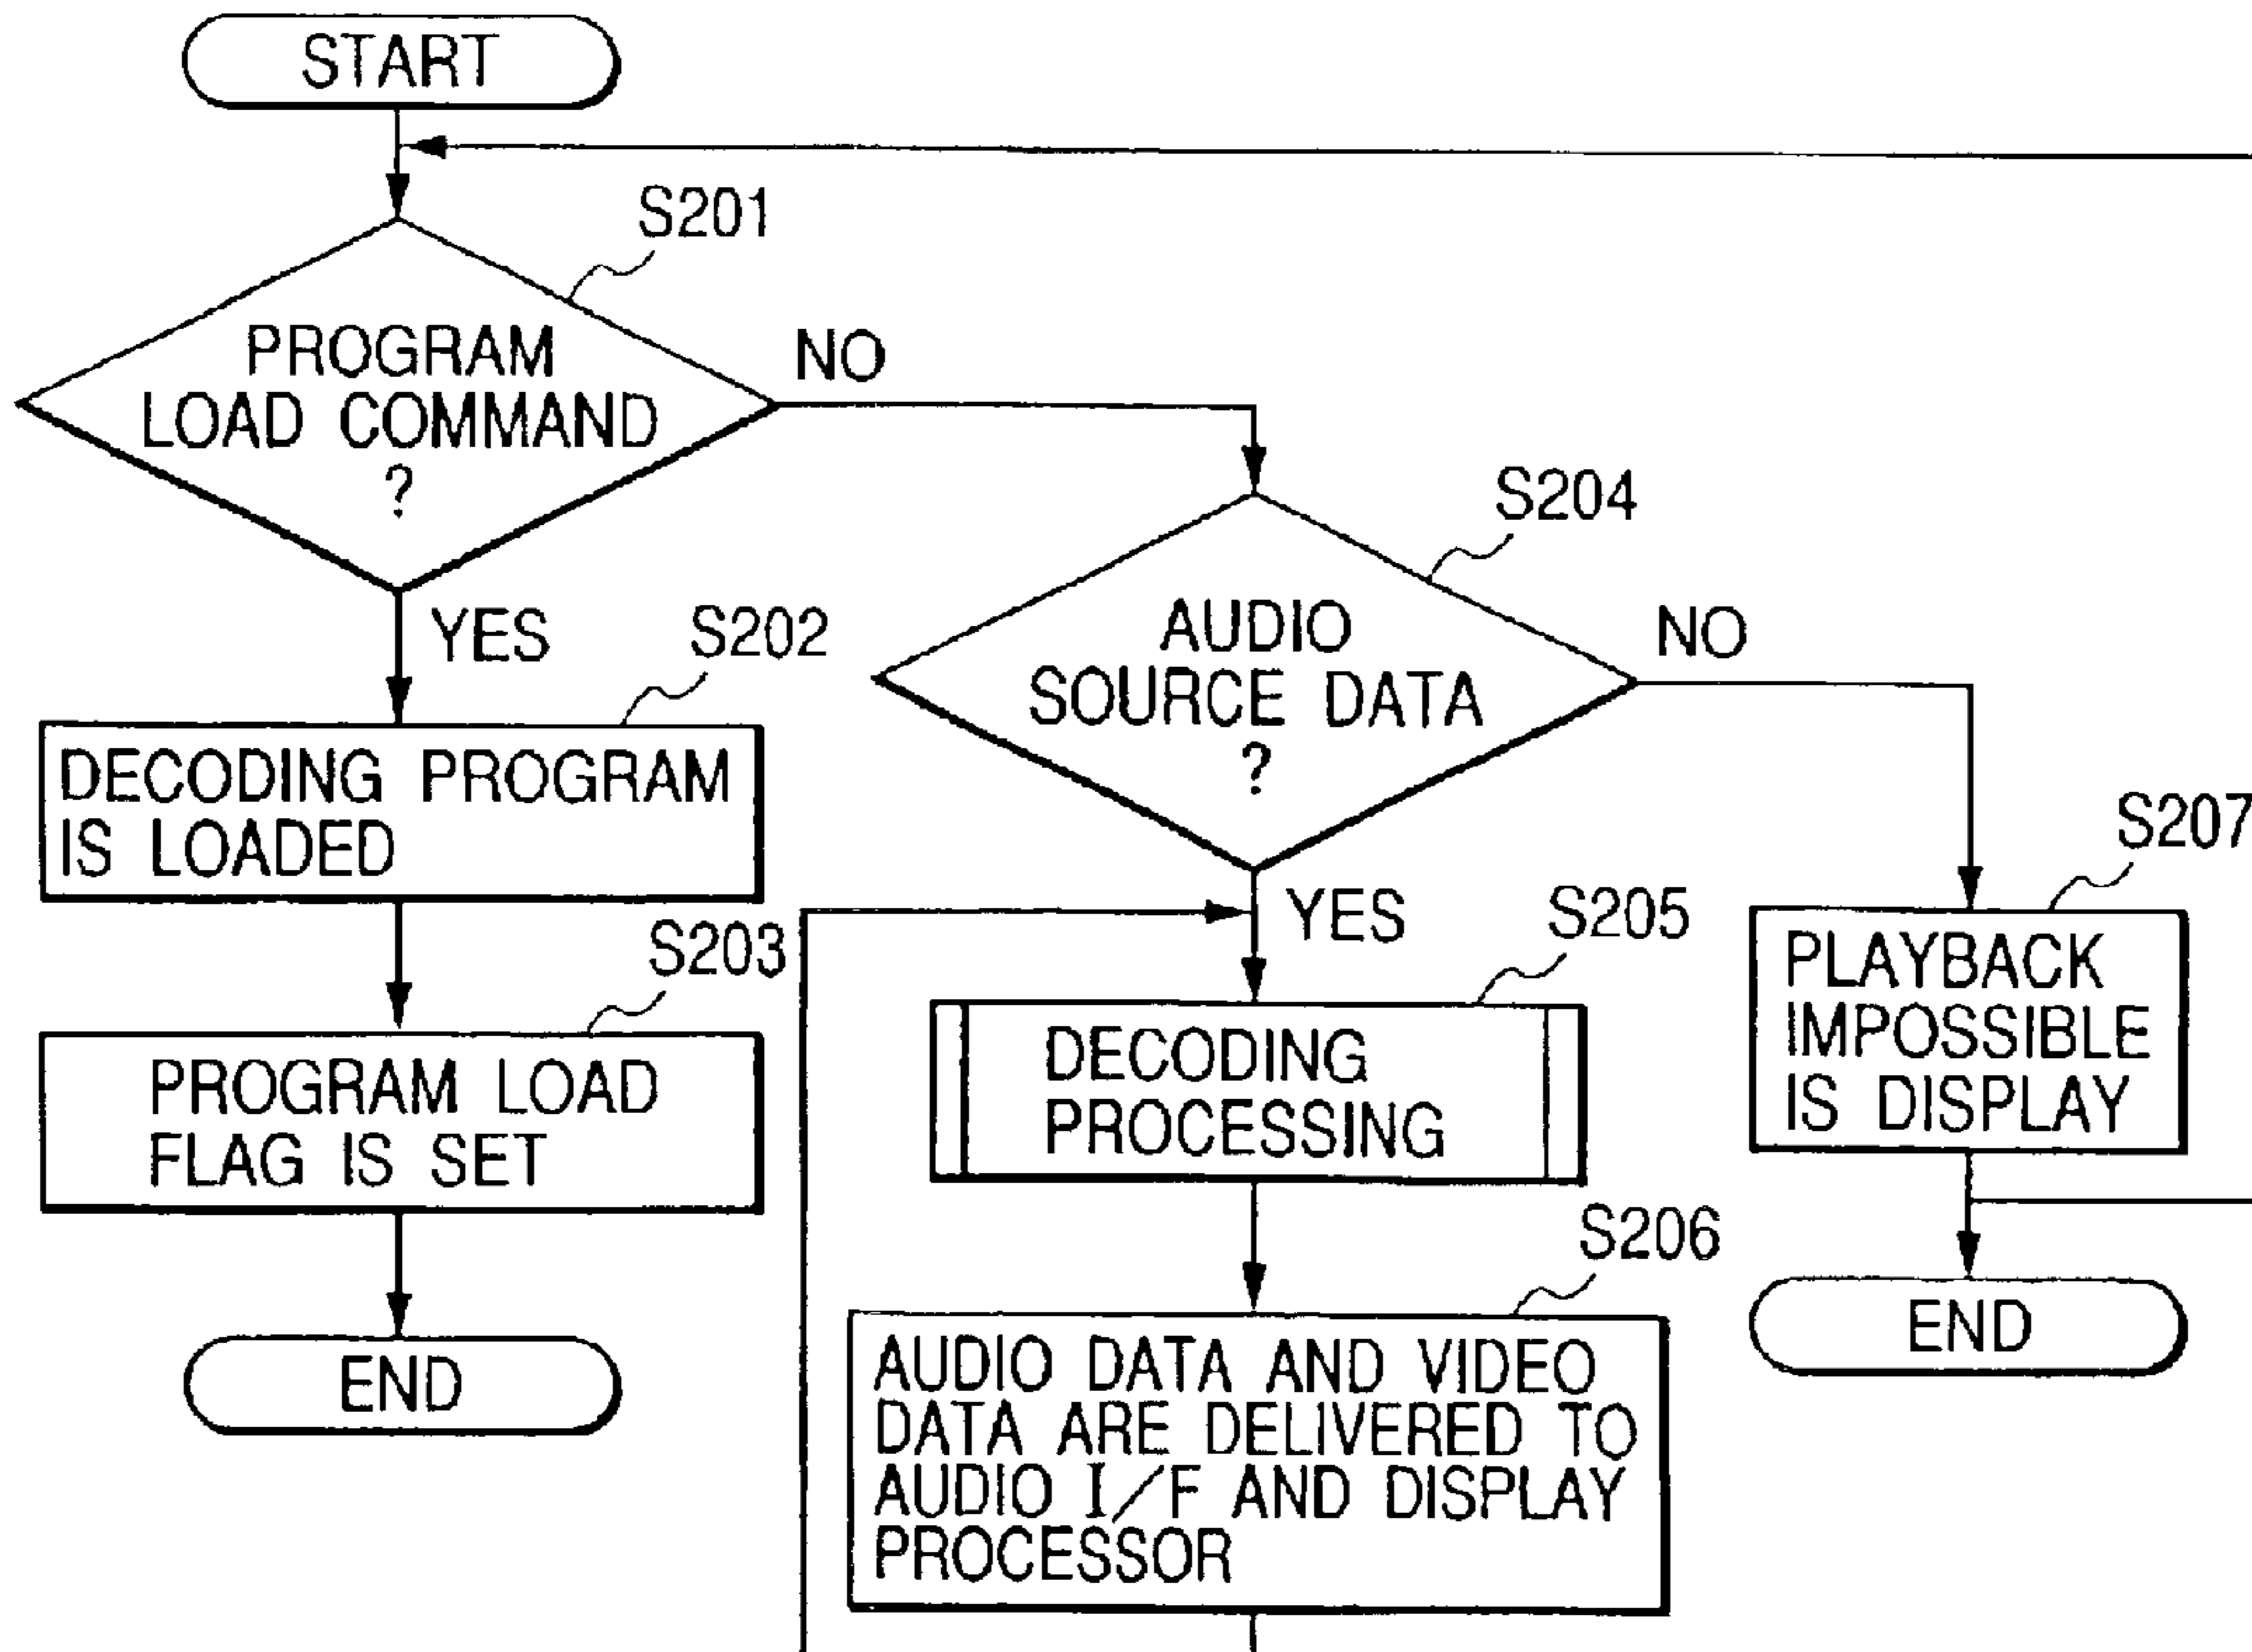 START
S201
PROGRAM
LOAD COMMAND
?
NO
YES
S202
DECODING PROGRAM
IS LOADED
S203
PROGRAM LOAD
FLAG IS SET
END
S204
AUDIO
SOURCE DATA
?
NO
YES
S205
DECODING
PROCESSING
S206
AUDIO DATA AND VIDEO
DATA ARE DELIVERED TO
AUDIO I/F AND DISPLAY
PROCESSOR
S207
PLAYBACK
IMPOSSIBLE
IS DISPLAY
END